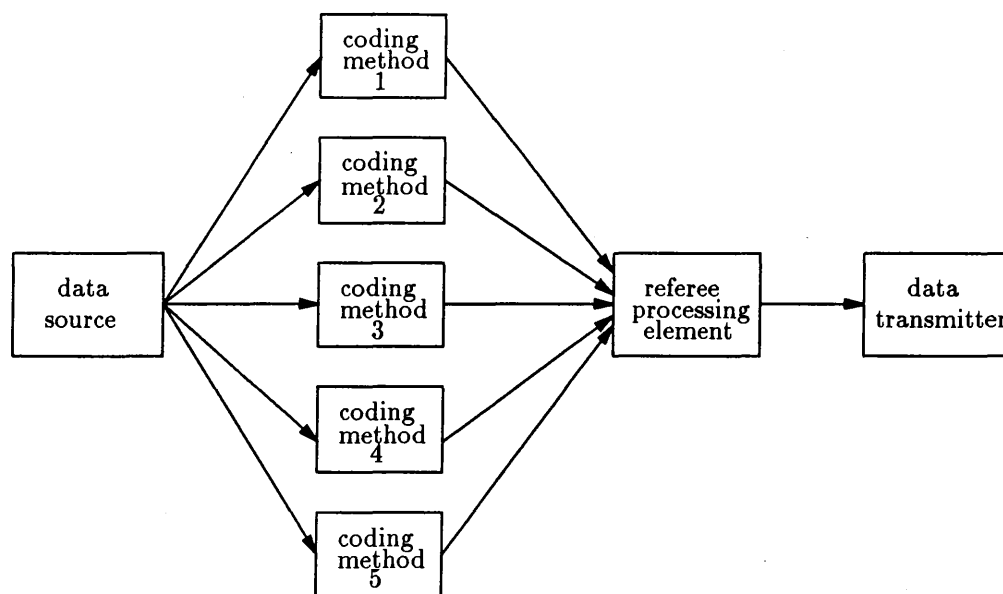 coding
method
1
coding
method
2
data
source
coding
method
3
referee
processing
element
data
transmitter
coding
method
4
coding
method
5